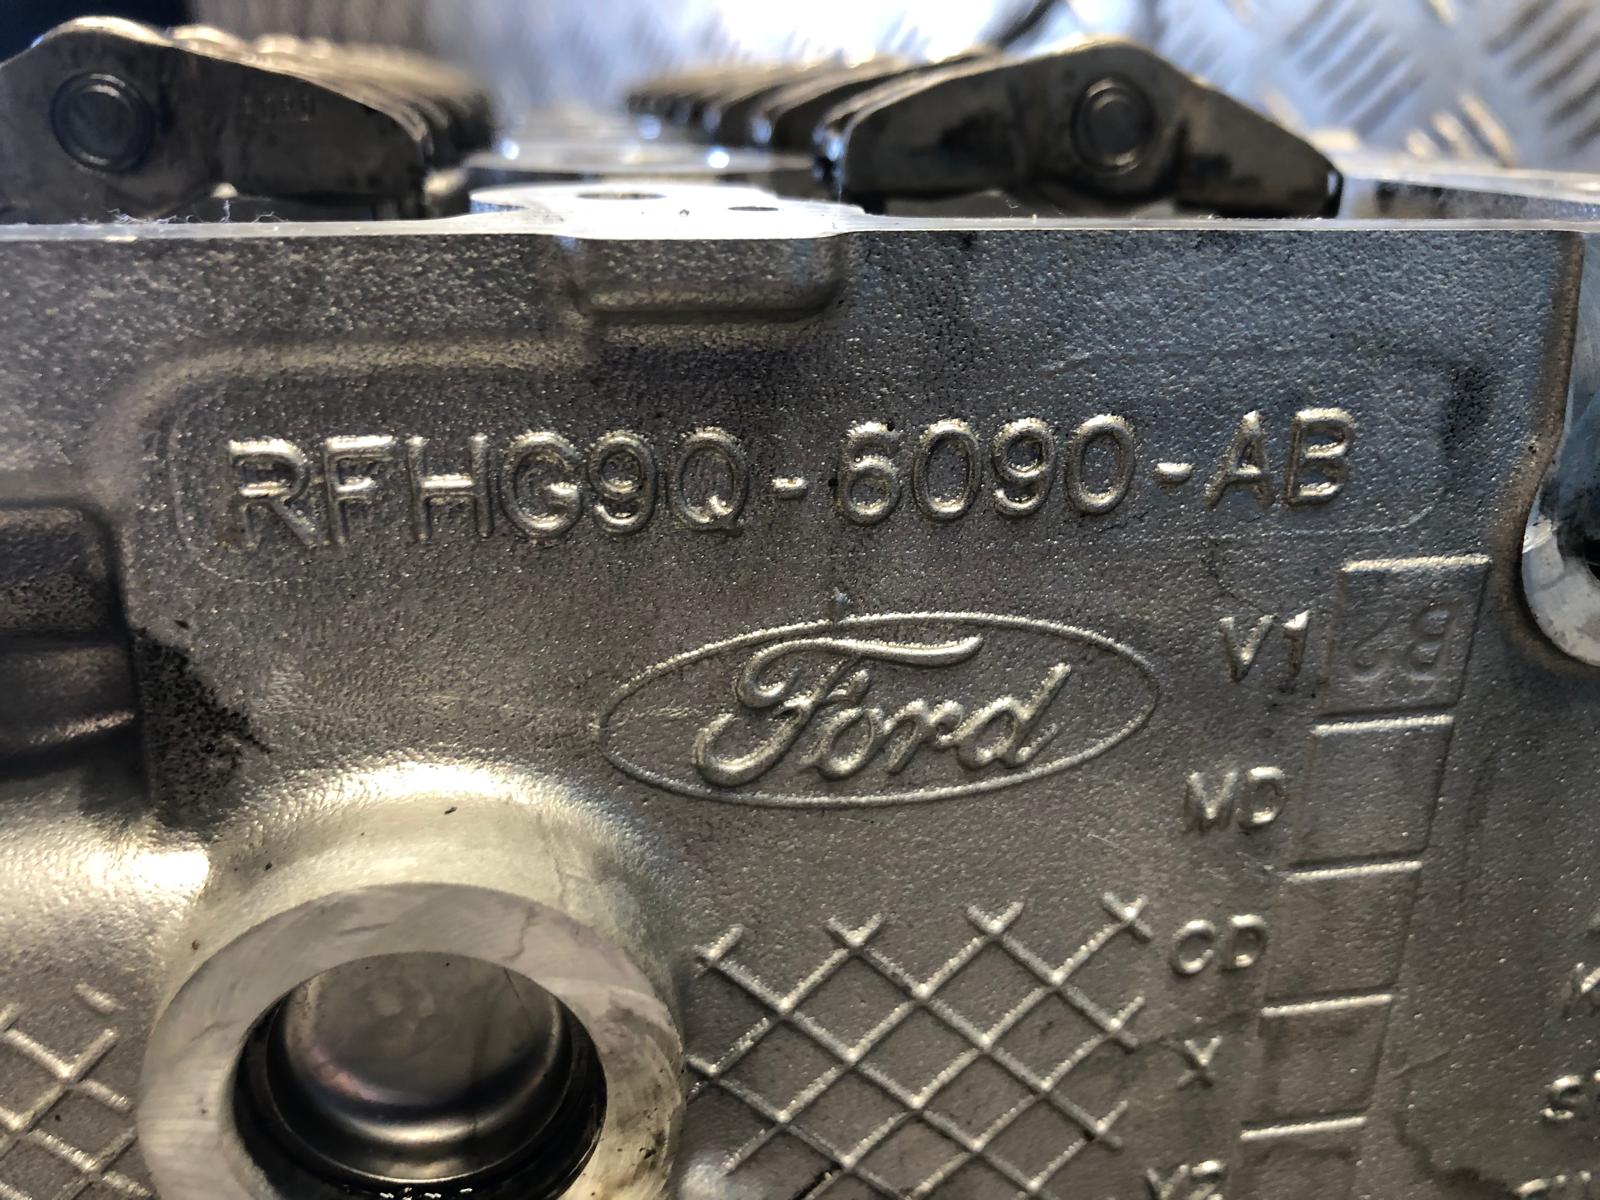 RFHG9Q-6090-AB
Ford
V1
MD
CD
X